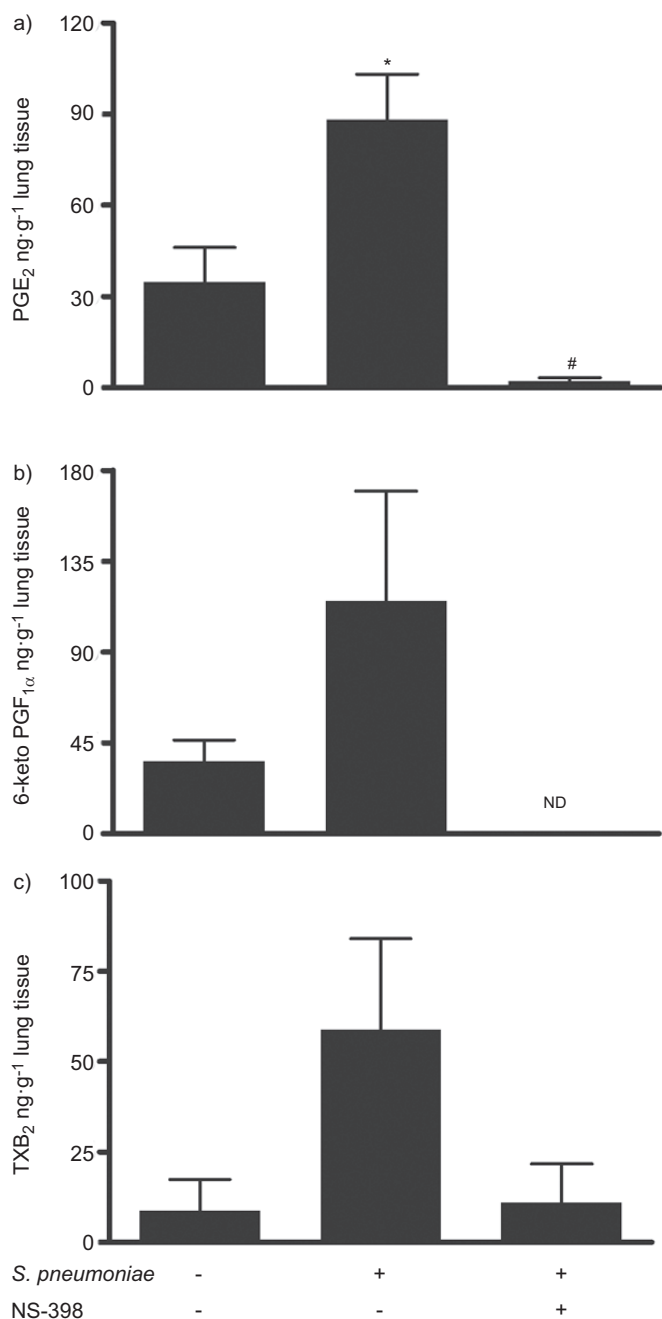 a)
120
90
60
30
0
PGE₂ ng·g⁻¹ lung tissue
*
#
b)
180
135
90
45
0
6-keto PGF₁α ng·g⁻¹ lung tissue
ND
c)
100
75
50
25
0
TXB₂ ng·g⁻¹ lung tissue
S. pneumoniae - + +
NS-398 - - +